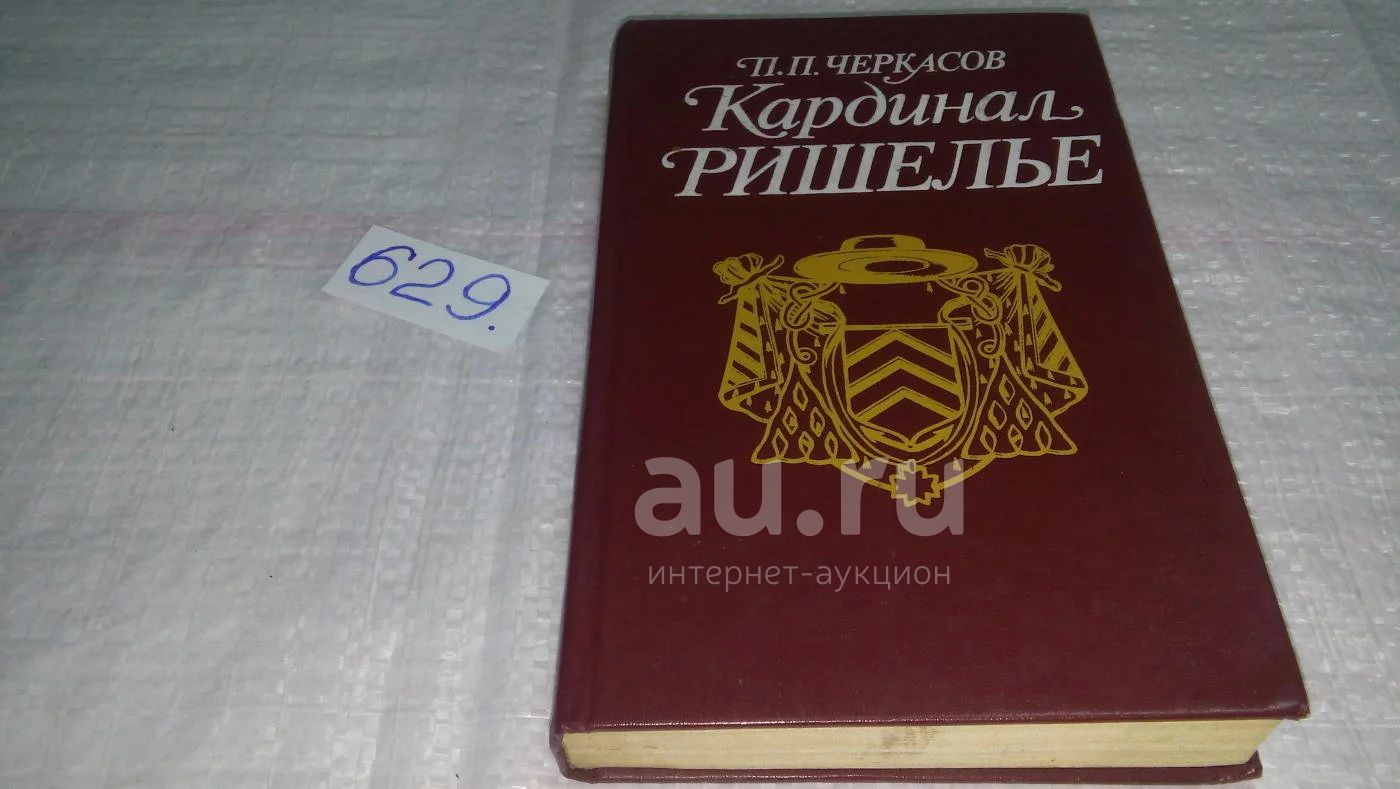 П.П. ЧЕРКАСОВ
Кардинал
РИШЕЛЬЕ
629.
au.ru
интернет-аукцион